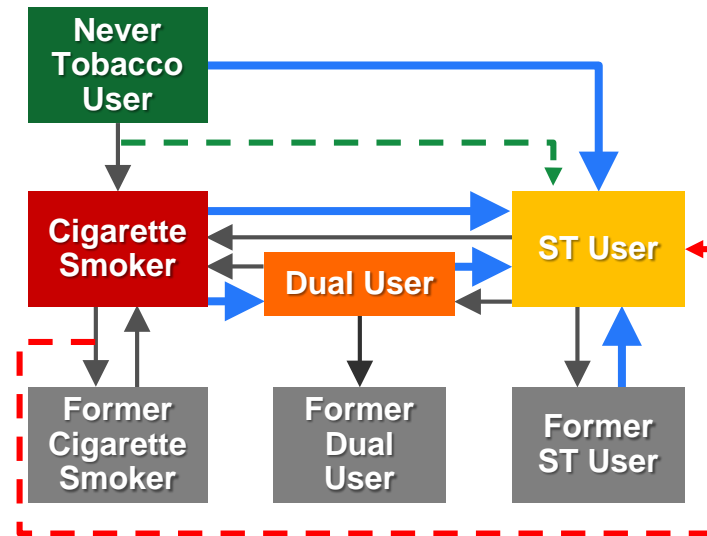 Never
Tobacco
User
Cigarette
Smoker
ST User
Dual User
Former
Cigarette
Smoker
Former
Dual
User
Former
ST User